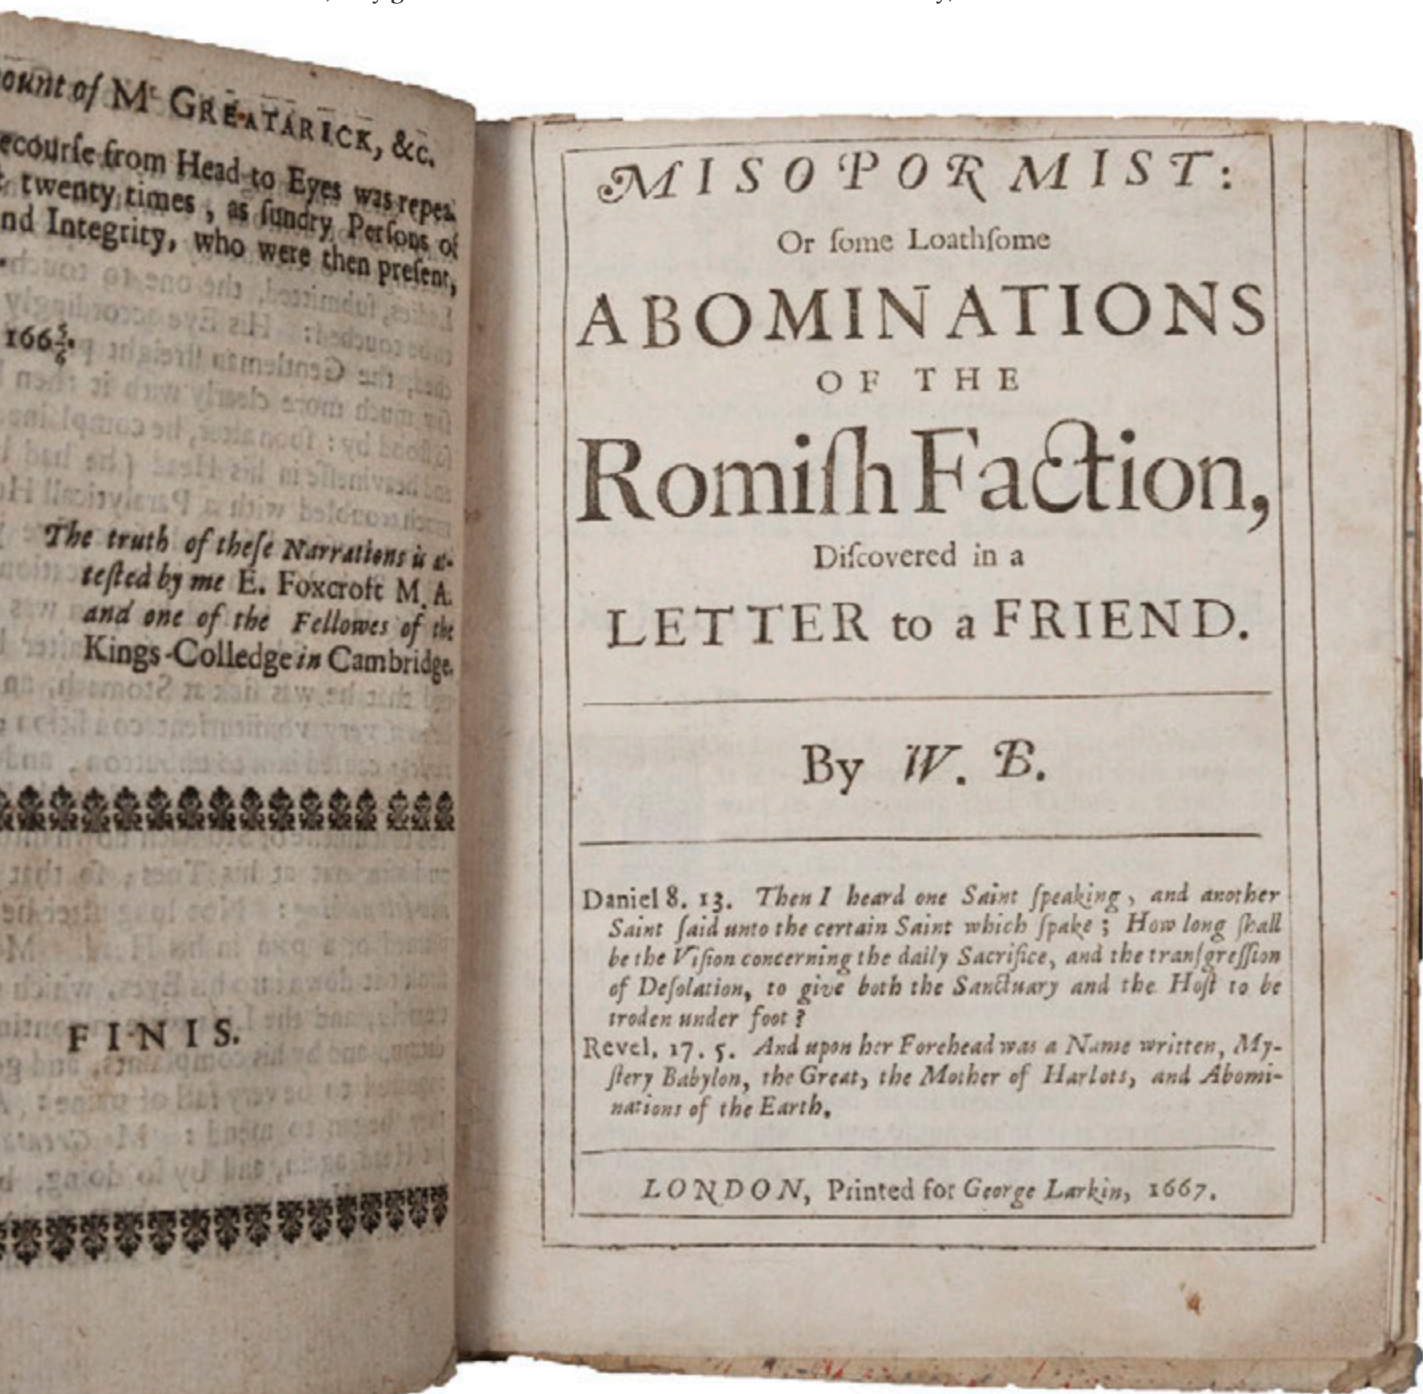 ount of Mr GREATARICK, &c.
ecourſe from Head to Eyes was repea-
twenty times, as ſundry Perſons of
nd Integrity, who were then preſent,
166⅚.
The truth of theſe Narrations is at-
teſted by me E. Foxcroft M. A.
and one of the Fellowes of the
Kings-Colledge in Cambridge.
FINIS.
MISOPORMIST:
Or ſome Loathſome
ABOMINATIONS
OF THE
Romiſh Faction,
Diſcovered in a
LETTER to a FRIEND.
By W. B.
Daniel 8. 13. Then I heard one Saint ſpeaking, and another
Saint ſaid unto the certain Saint which ſpake; How long ſhall
be the Viſion concerning the daily Sacrifice, and the tranſgreſſion
of Deſolation, to give both the Sanctuary and the Hoſt to be
troden under foot?
Revel. 17. 5. And upon her Forehead was a Name written, My-
ſtery Babylon, the Great, the Mother of Harlots, and Abomi-
nations of the Earth.
LONDON, Printed for George Larkin, 1667.